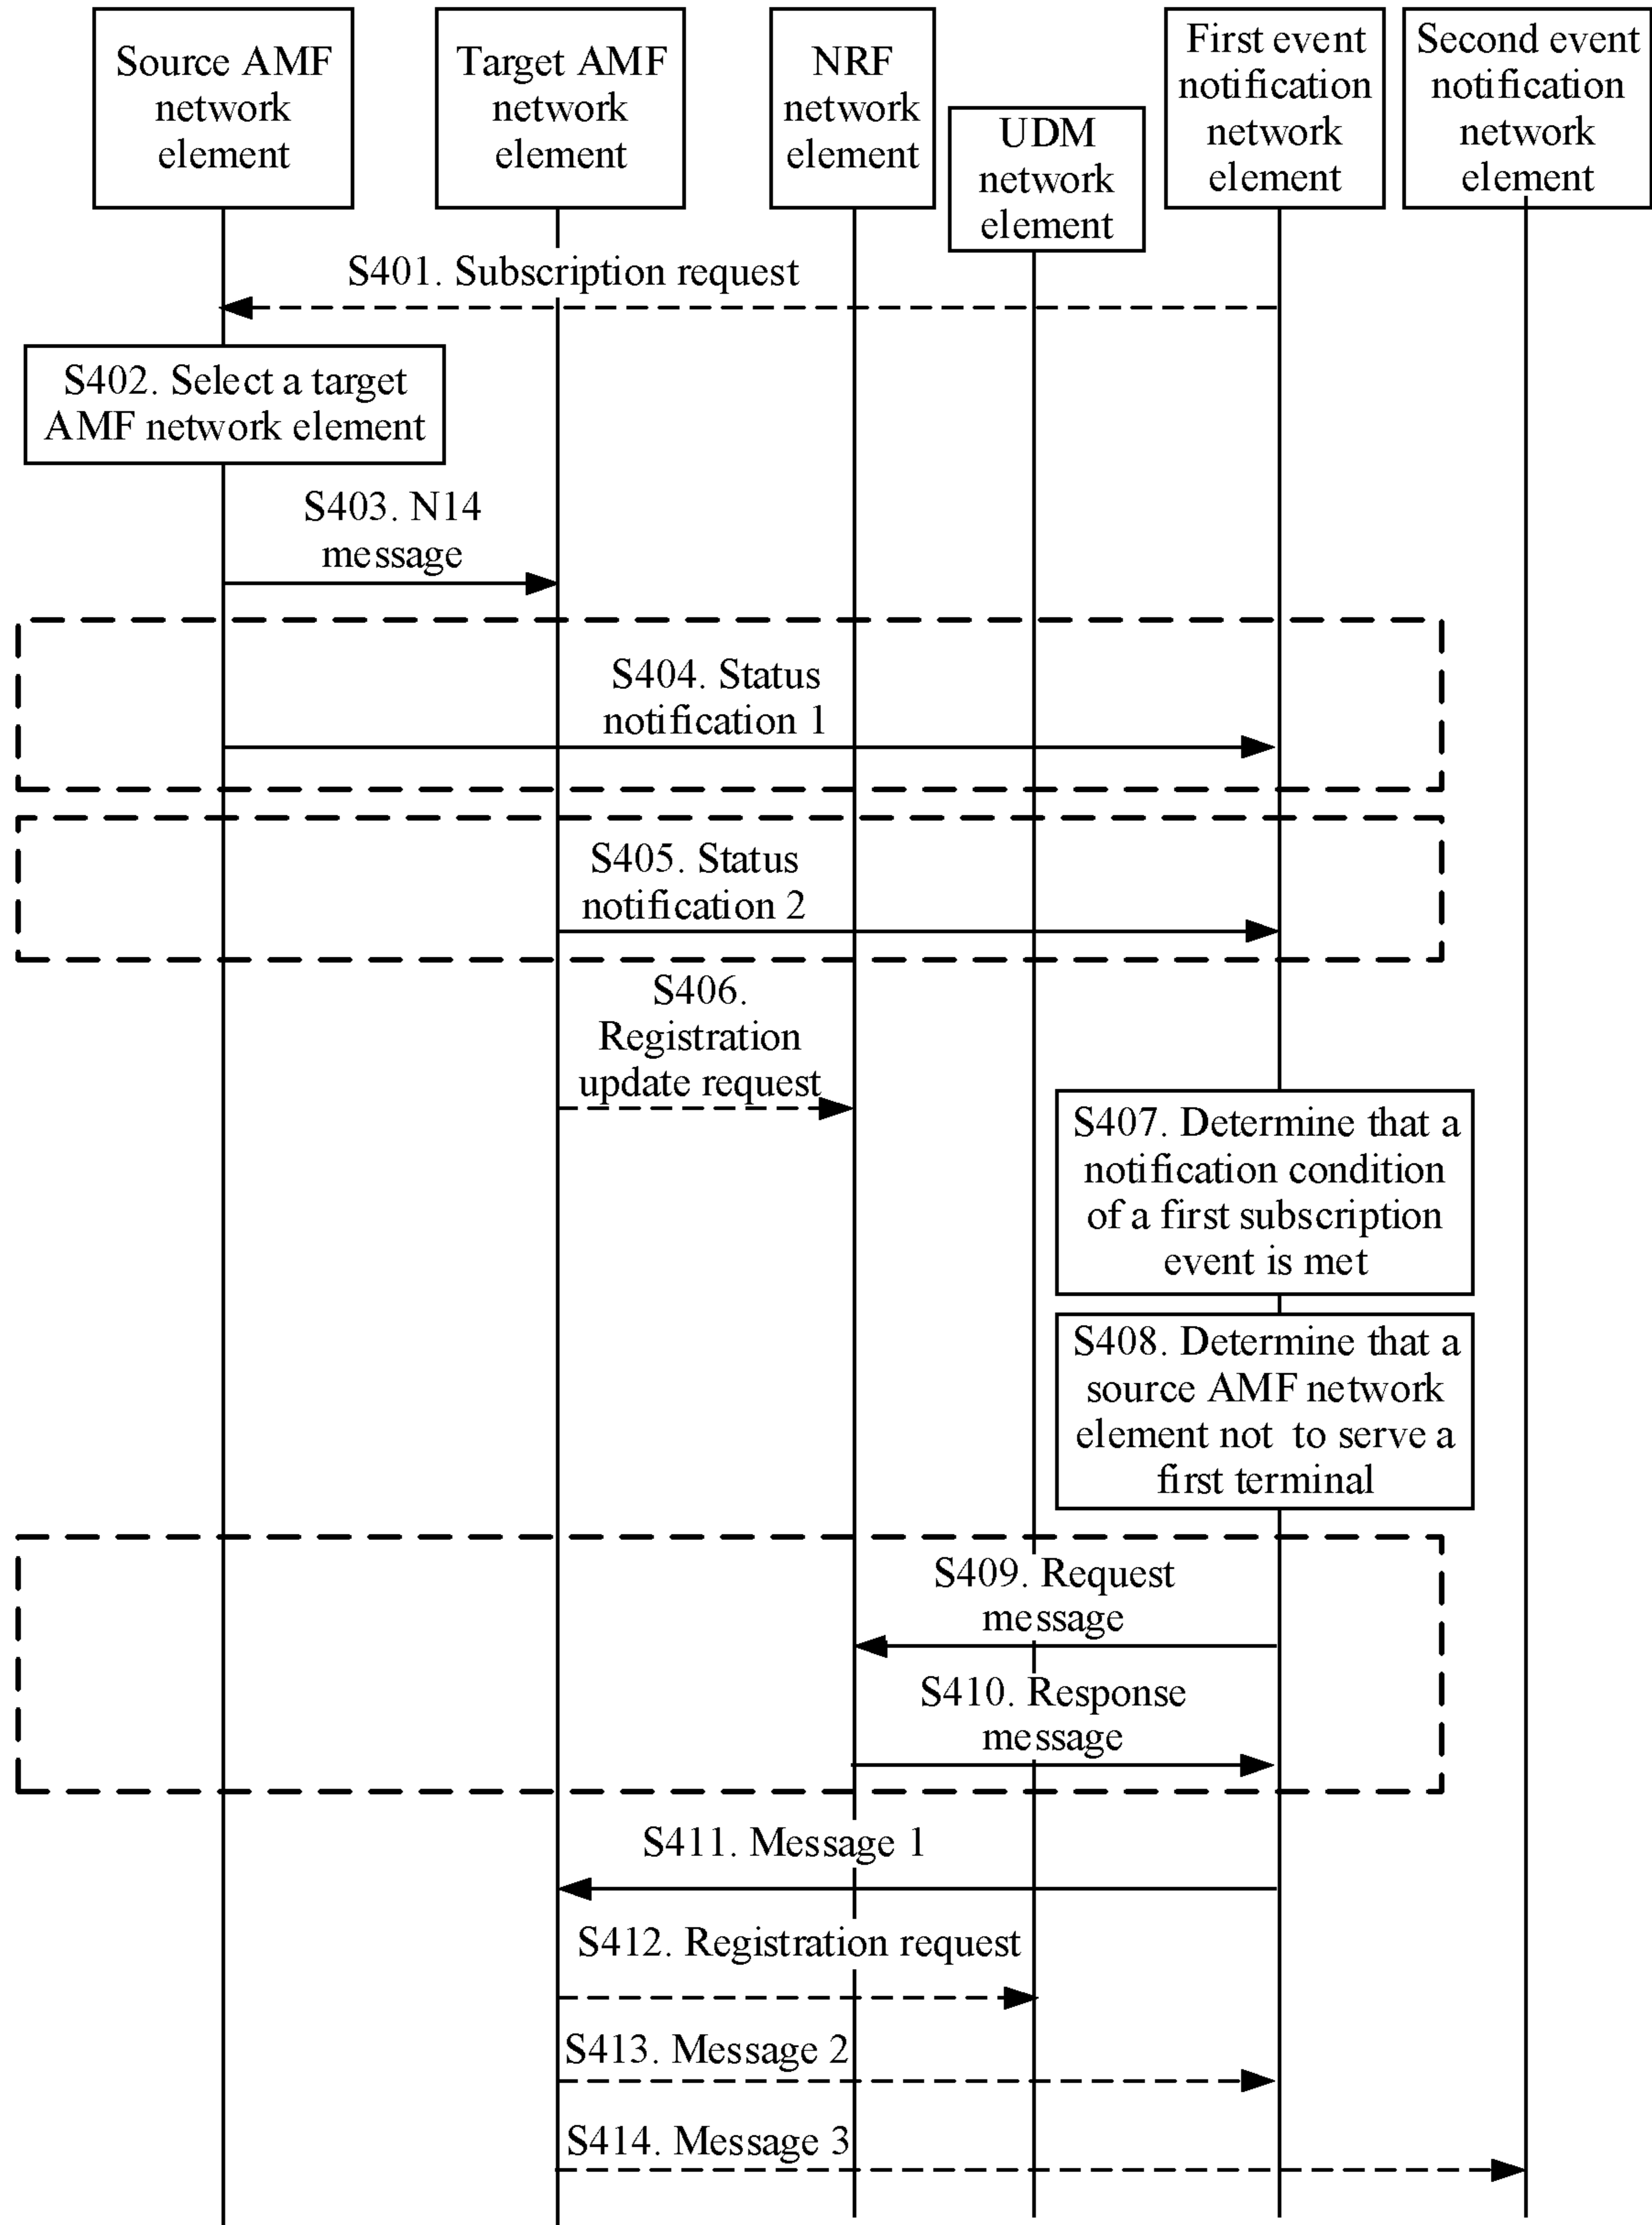 Source AMF
network
element
Target AMF
network
element
NRF
network
element
UDM
network
element
First event
notification
network
element
Second event
notification
network
element
S401. Subscription request
S402. Select a target
AMF network element
S403. N14
message
S404. Status
notification 1
S405. Status
notification 2
S406.
Registration
update request
S407. Determine that a
notification condition
of a first subscription
event is met
S408. Determine that a
source AMF network
element not to serve a
first terminal
S409. Request
message
S410. Response
message
S411. Message 1
S412. Registration request
S413. Message 2
S414. Message 3